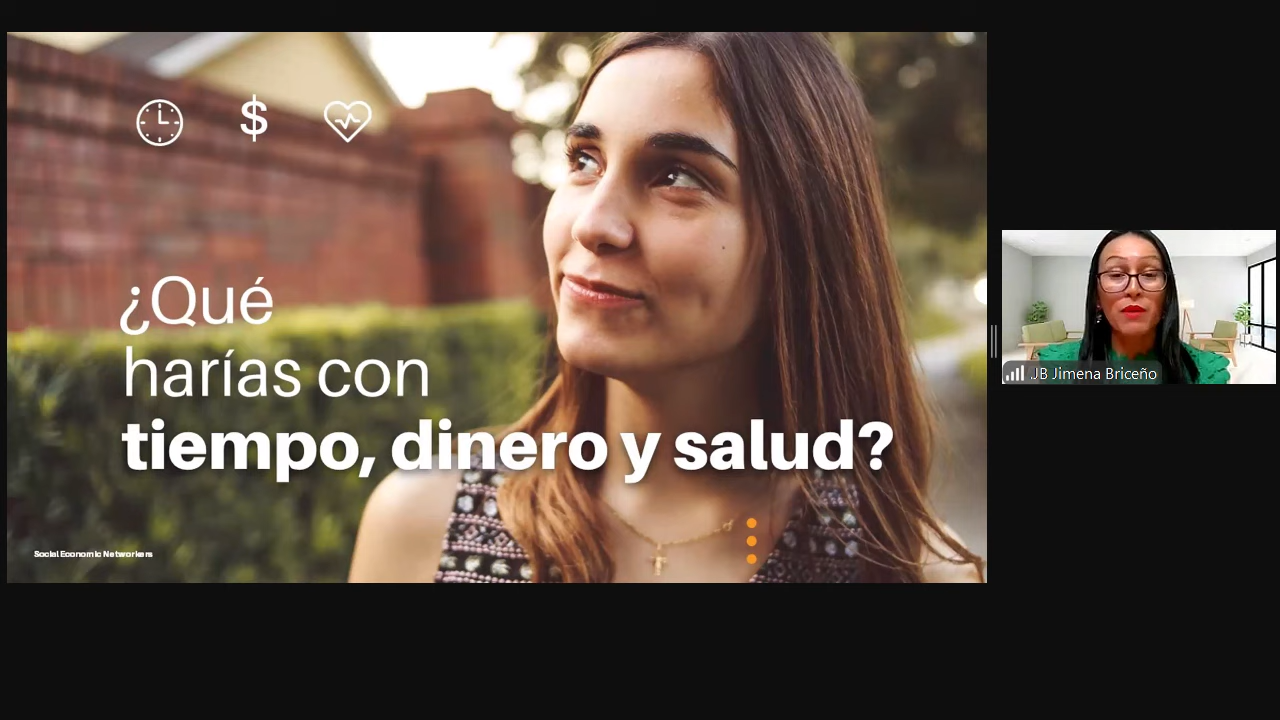 $
¿Qué
harías con
tiempo, dinero y salud?
Social Economic Networkers
JB Jimena Briceño